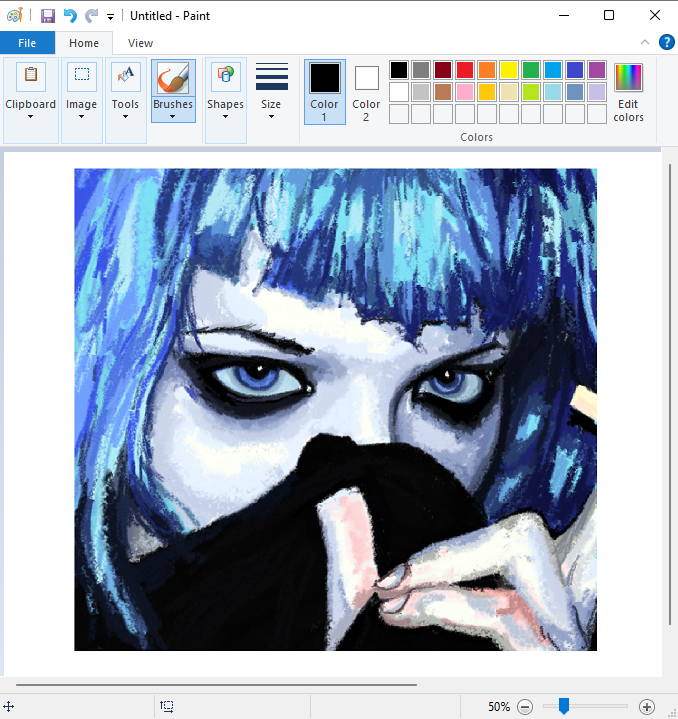 Untitled - Paint
File
Home
View
Clipboard
Image
Tools
Brushes
Shapes
Size
Color
1
Color
2
Edit
colors
Colors
50%